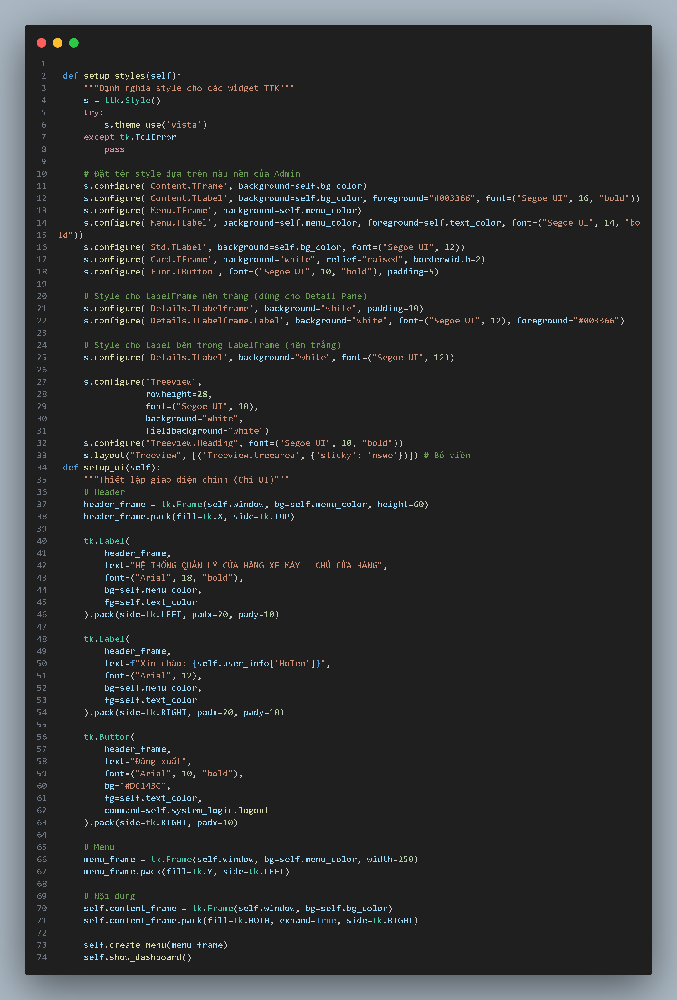 1
2 def setup_styles(self):
3 """Định nghĩa style cho các widget TTK"""
4 s = ttk.Style()
5 try:
6 s.theme_use('vista')
7 except tk.TclError:
8 pass
9
10 # Đặt tên style dựa trên màu nền của Admin
11 s.configure('Content.TFrame', background=self.bg_color)
12 s.configure('Content.TLabel', background=self.bg_color, foreground="#003366", font=("Segoe UI", 16, "bold"))
13 s.configure('Menu.TFrame', background=self.menu_color)
14 s.configure('Menu.TLabel', background=self.menu_color, foreground=self.text_color, font=("Segoe UI", 14, "bo
15 ld"))
16 s.configure('Std.TLabel', background=self.bg_color, font=("Segoe UI", 12))
17 s.configure('Card.TFrame', background="white", relief="raised", borderwidth=2)
18 s.configure('Func.TButton', font=("Segoe UI", 10, "bold"), padding=5)
19
20 # Style cho LabelFrame nền trắng (dùng cho Detail Pane)
21 s.configure('Details.TLabelframe', background="white", padding=10)
22 s.configure('Details.TLabelframe.Label', background="white", font=("Segoe UI", 12), foreground="#003366")
23
24 # Style cho Label bên trong LabelFrame (nền trắng)
25 s.configure('Details.TLabel', background="white", font=("Segoe UI", 12))
26
27 s.configure("Treeview",
28 rowheight=28,
29 font=("Segoe UI", 10),
30 background="white",
31 fieldbackground="white")
32 s.configure("Treeview.Heading", font=("Segoe UI", 10, "bold"))
33 s.layout("Treeview", [('Treeview.treearea', {'sticky': 'nswe'})]) # Bỏ viền
34 def setup_ui(self):
35 """Thiết lập giao diện chính (Chỉ UI)"""
36 # Header
37 header_frame = tk.Frame(self.window, bg=self.menu_color, height=60)
38 header_frame.pack(fill=tk.X, side=tk.TOP)
39
40 tk.Label(
41 header_frame,
42 text="HỆ THỐNG QUẢN LÝ CỬA HÀNG XE MÁY - CHỦ CỬA HÀNG",
43 font=("Arial", 18, "bold"),
44 bg=self.menu_color,
45 fg=self.text_color
46 ).pack(side=tk.LEFT, padx=20, pady=10)
47
48 tk.Label(
49 header_frame,
50 text=f"Xin chào: {self.user_info['HoTen']}",
51 font=("Arial", 12),
52 bg=self.menu_color,
53 fg=self.text_color
54 ).pack(side=tk.RIGHT, padx=20, pady=10)
55
56 tk.Button(
57 header_frame,
58 text="Đăng xuất",
59 font=("Arial", 10, "bold"),
60 bg="#DC143C",
61 fg=self.text_color,
62 command=self.system_logic.logout
63 ).pack(side=tk.RIGHT, padx=10)
64
65 # Menu
66 menu_frame = tk.Frame(self.window, bg=self.menu_color, width=250)
67 menu_frame.pack(fill=tk.Y, side=tk.LEFT)
68
69 # Nội dung
70 self.content_frame = tk.Frame(self.window, bg=self.bg_color)
71 self.content_frame.pack(fill=tk.BOTH, expand=True, side=tk.RIGHT)
72
73 self.create_menu(menu_frame)
74 self.show_dashboard()